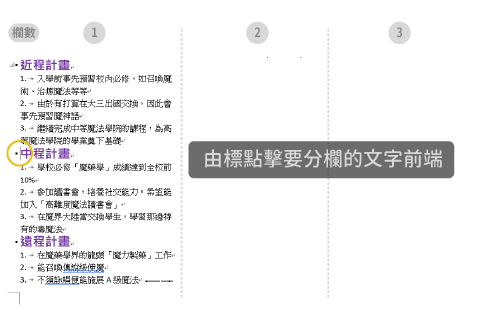 欄數 1 2 3
近程計畫
1. 入學前事先預習校內必修，如召喚魔
術、治療魔法等等
2. 由於有打算在大三出國交換，因此會
事先預習魔神語
3. 繼續完成中等魔法學院的課程，為高
等魔法學院的學業奠下基礎
中程計畫
1. 學校必修「魔藥學」成績達到全校前
10%
2. 參加讀書會，培養社交能力，希望能
加入「高難度魔法讀書會」
3. 在魔界大陸當交換學生，學習那邊特
有的毒魔法
遠程計畫
1. 在魔藥學界的龍頭「魔力製藥」工作
2. 能召喚傳說級使魔
3. 不須詠唱便能施展 A 級魔法
由標點擊要分欄的文字前端